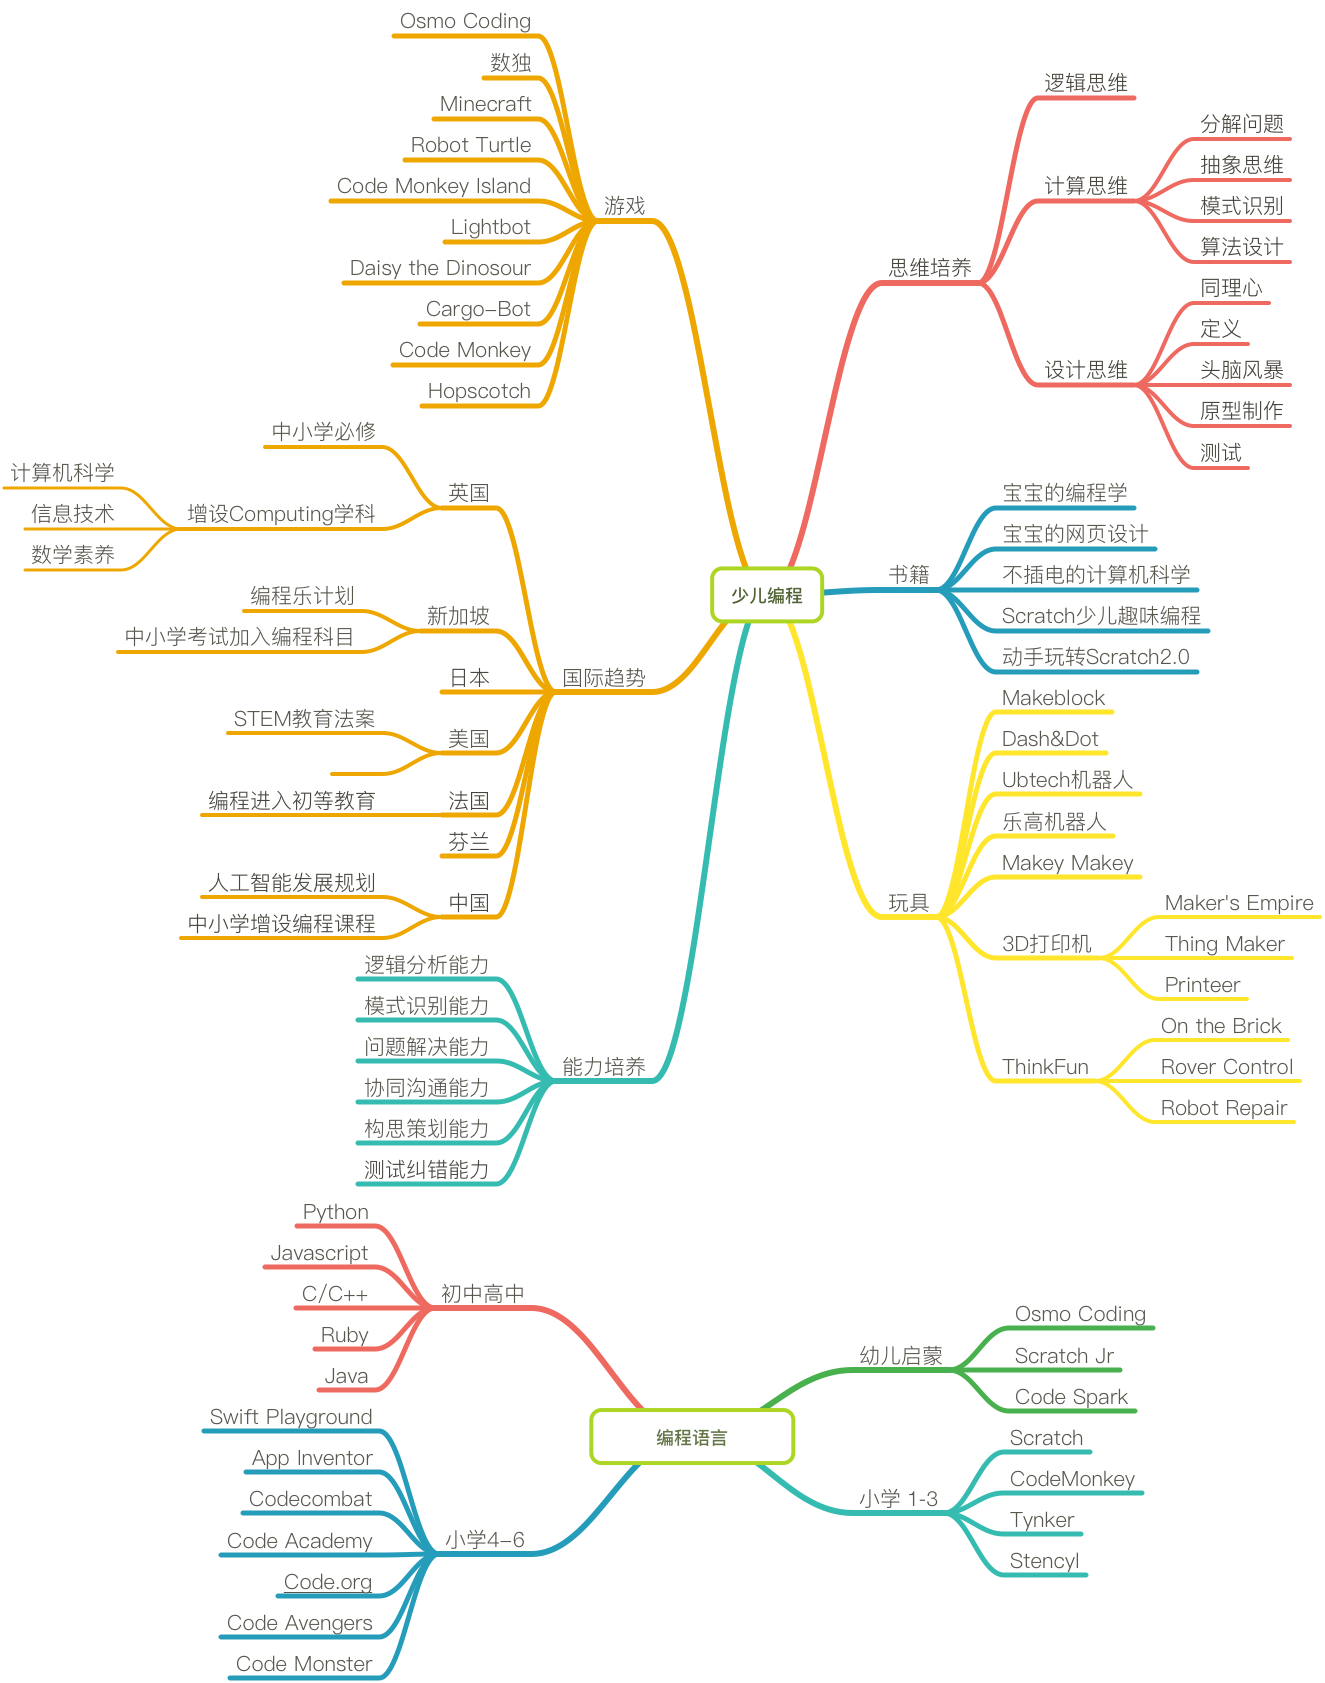 少儿编程
思维培养
逻辑思维
计算思维
分解问题
抽象思维
模式识别
算法设计
设计思维
同理心
定义
头脑风暴
原型制作
测试
书籍
宝宝的编程学
宝宝的网页设计
不插电的计算机科学
Scratch少儿趣味编程
动手玩转Scratch2.0
玩具
Makeblock
Dash&Dot
Ubtech机器人
乐高机器人
Makey Makey
3D打印机
Maker's Empire
Thing Maker
Printeer
ThinkFun
On the Brick
Rover Control
Robot Repair
游戏
Osmo Coding
数独
Minecraft
Robot Turtle
Code Monkey Island
Lightbot
Daisy the Dinosour
Cargo-Bot
Code Monkey
Hopscotch
国际趋势
英国
中小学必修
增设Computing学科
计算机科学
信息技术
数学素养
新加坡
编程乐计划
中小学考试加入编程科目
日本
美国
STEM教育法案
法国
编程进入初等教育
芬兰
中国
人工智能发展规划
中小学增设编程课程
能力培养
逻辑分析能力
模式识别能力
问题解决能力
协同沟通能力
构思策划能力
测试纠错能力
编程语言
幼儿启蒙
Osmo Coding
Scratch Jr
Code Spark
小学 1-3
Scratch
CodeMonkey
Tynker
Stencyl
初中高中
Python
Javascript
C/C++
Ruby
Java
小学4-6
Swift Playground
App Inventor
Codecombat
Code Academy
Code.org
Code Avengers
Code Monster